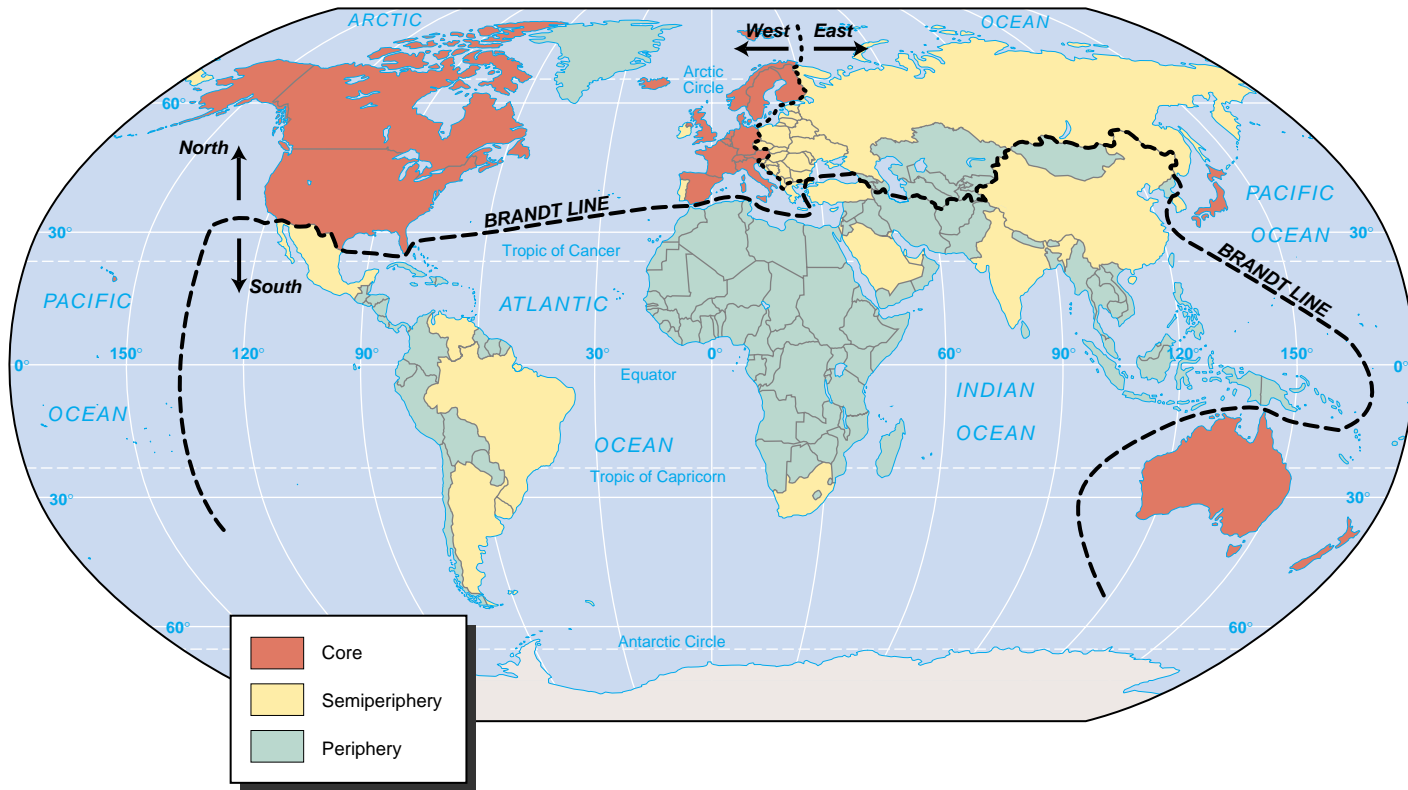 ARCTIC
OCEAN
West East
Arctic
Circle
60°
North
BRANDT LINE
30°
PACIFIC
OCEAN
30°
Tropic of Cancer
South
BRANDT LINE
PACIFIC
ATLANTIC
150° 120° 90° 30° 0° 60° 90° 120° 150°
0°
Equator
0°
INDIAN
OCEAN
OCEAN
OCEAN
Tropic of Capricorn
30°
30°
60°
60°
Antarctic Circle
Core
Semiperiphery
Periphery